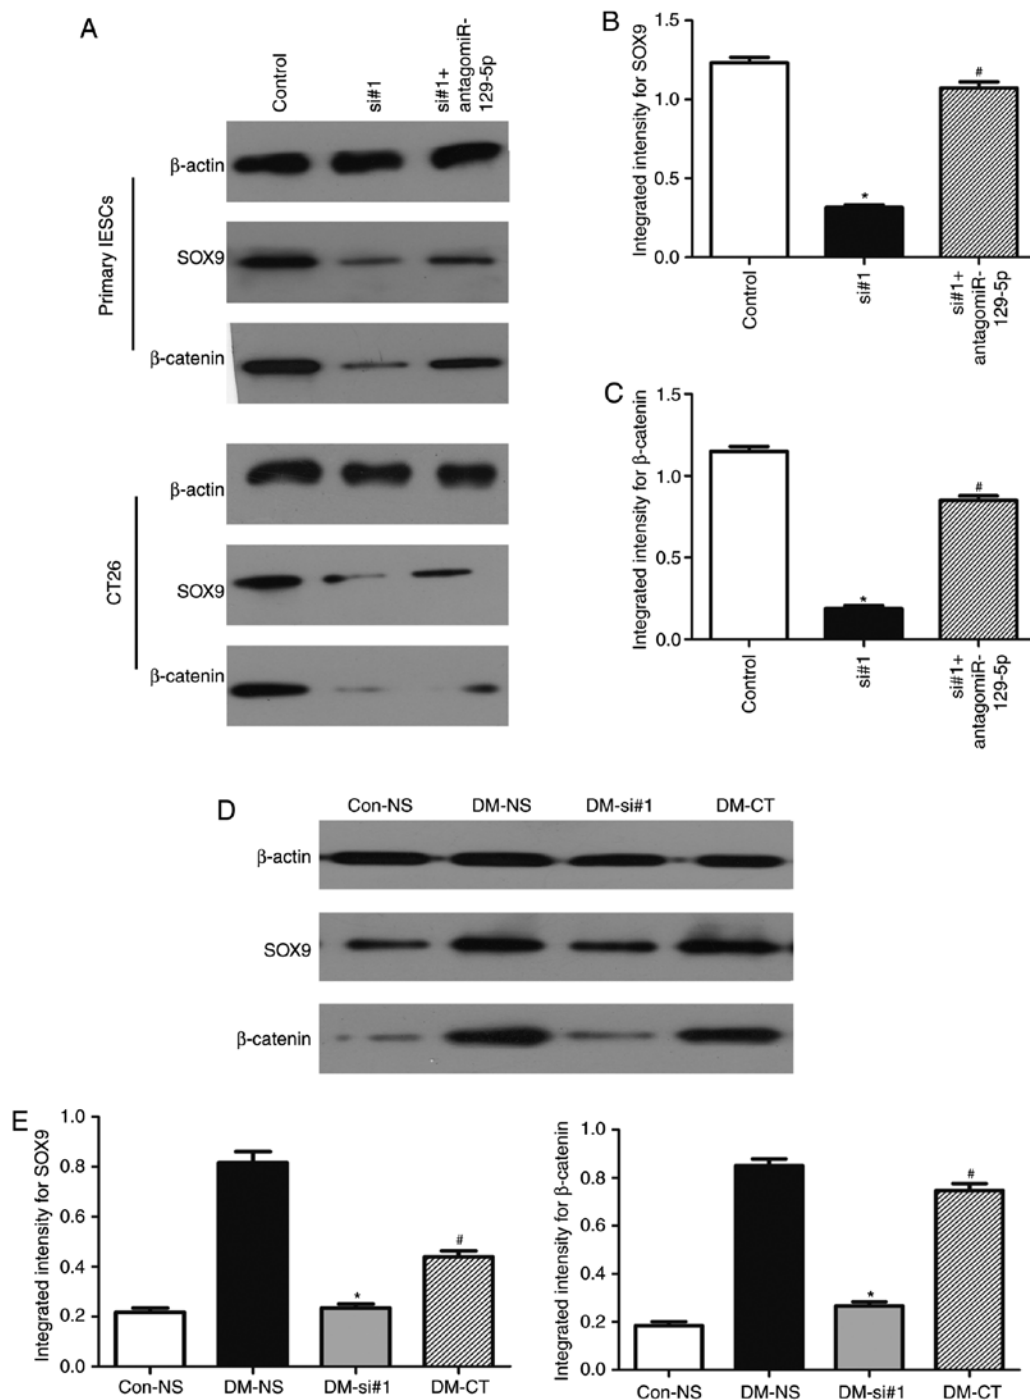 A
Control
si#1
si#1+
antagomiR-
129-5p
Primary IESCs
β-actin
SOX9
β-catenin
CT26
β-actin
SOX9
β-catenin
B
Integrated intensity for SOX9
1.5
1.0
0.5
0.0
*
#
Control
si#1
si#1+
antagomiR-
129-5p
C
Integrated intensity for β-catenin
1.5
1.0
0.5
0.0
*
#
Control
si#1
si#1+
antagomiR-
129-5p
D
Con-NS DM-NS DM-si#1 DM-CT
β-actin
SOX9
β-catenin
E
Integrated intensity for SOX9
1.0
0.8
0.6
0.4
0.2
0.0
*
#
Con-NS DM-NS DM-si#1 DM-CT
Integrated intensity for β-catenin
1.0
0.8
0.6
0.4
0.2
0.0
*
#
Con-NS DM-NS DM-si#1 DM-CT